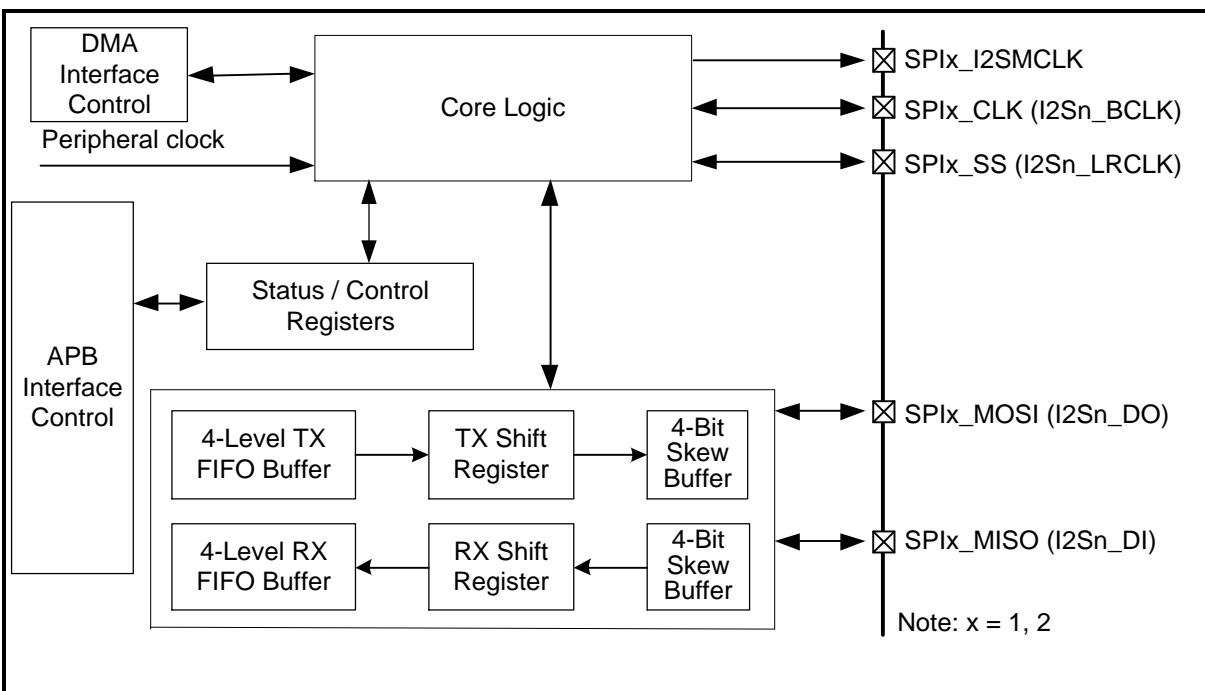 DMA
Interface
Control
Peripheral clock
Core Logic
SPIx_I2SMCLK
SPIx_CLK (I2Sn_BCLK)
SPIx_SS (I2Sn_LRCLK)
APB
Interface
Control
Status / Control
Registers
4-Level TX
FIFO Buffer
TX Shift
Register
4-Bit
Skew
Buffer
4-Level RX
FIFO Buffer
RX Shift
Register
4-Bit
Skew
Buffer
SPIx_MOSI (I2Sn_DO)
SPIx_MISO (I2Sn_DI)
Note: x = 1, 2